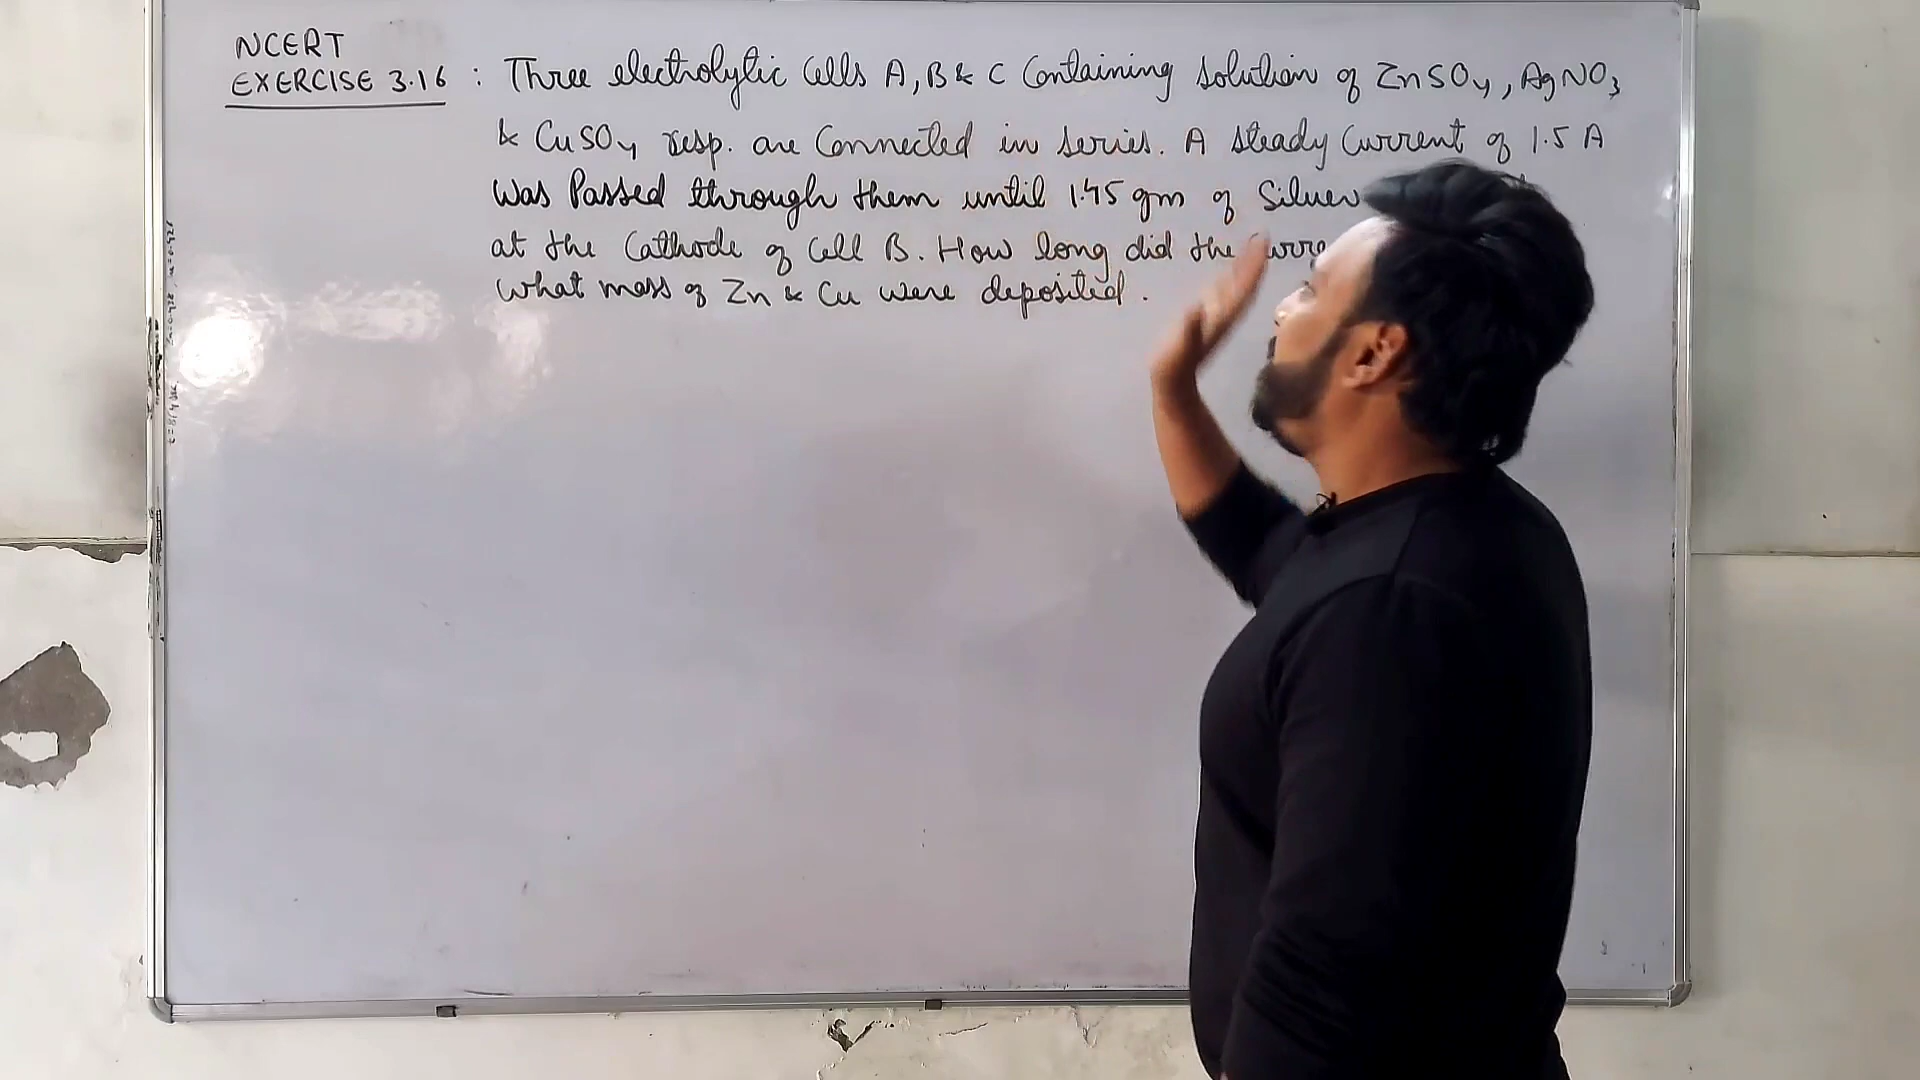 NCERT
EXERCISE 3.16 : Three electrolytic Cells A, B & C Containing solution of ZnSO4, AgNO3
& CuSO4 resp. are Connected in series. A steady Current of 1.5 A
was Passed through them until 1.45 gm of Silver
at the Cathode of Cell B. How long did the
what mass of Zn & Cu were deposited.